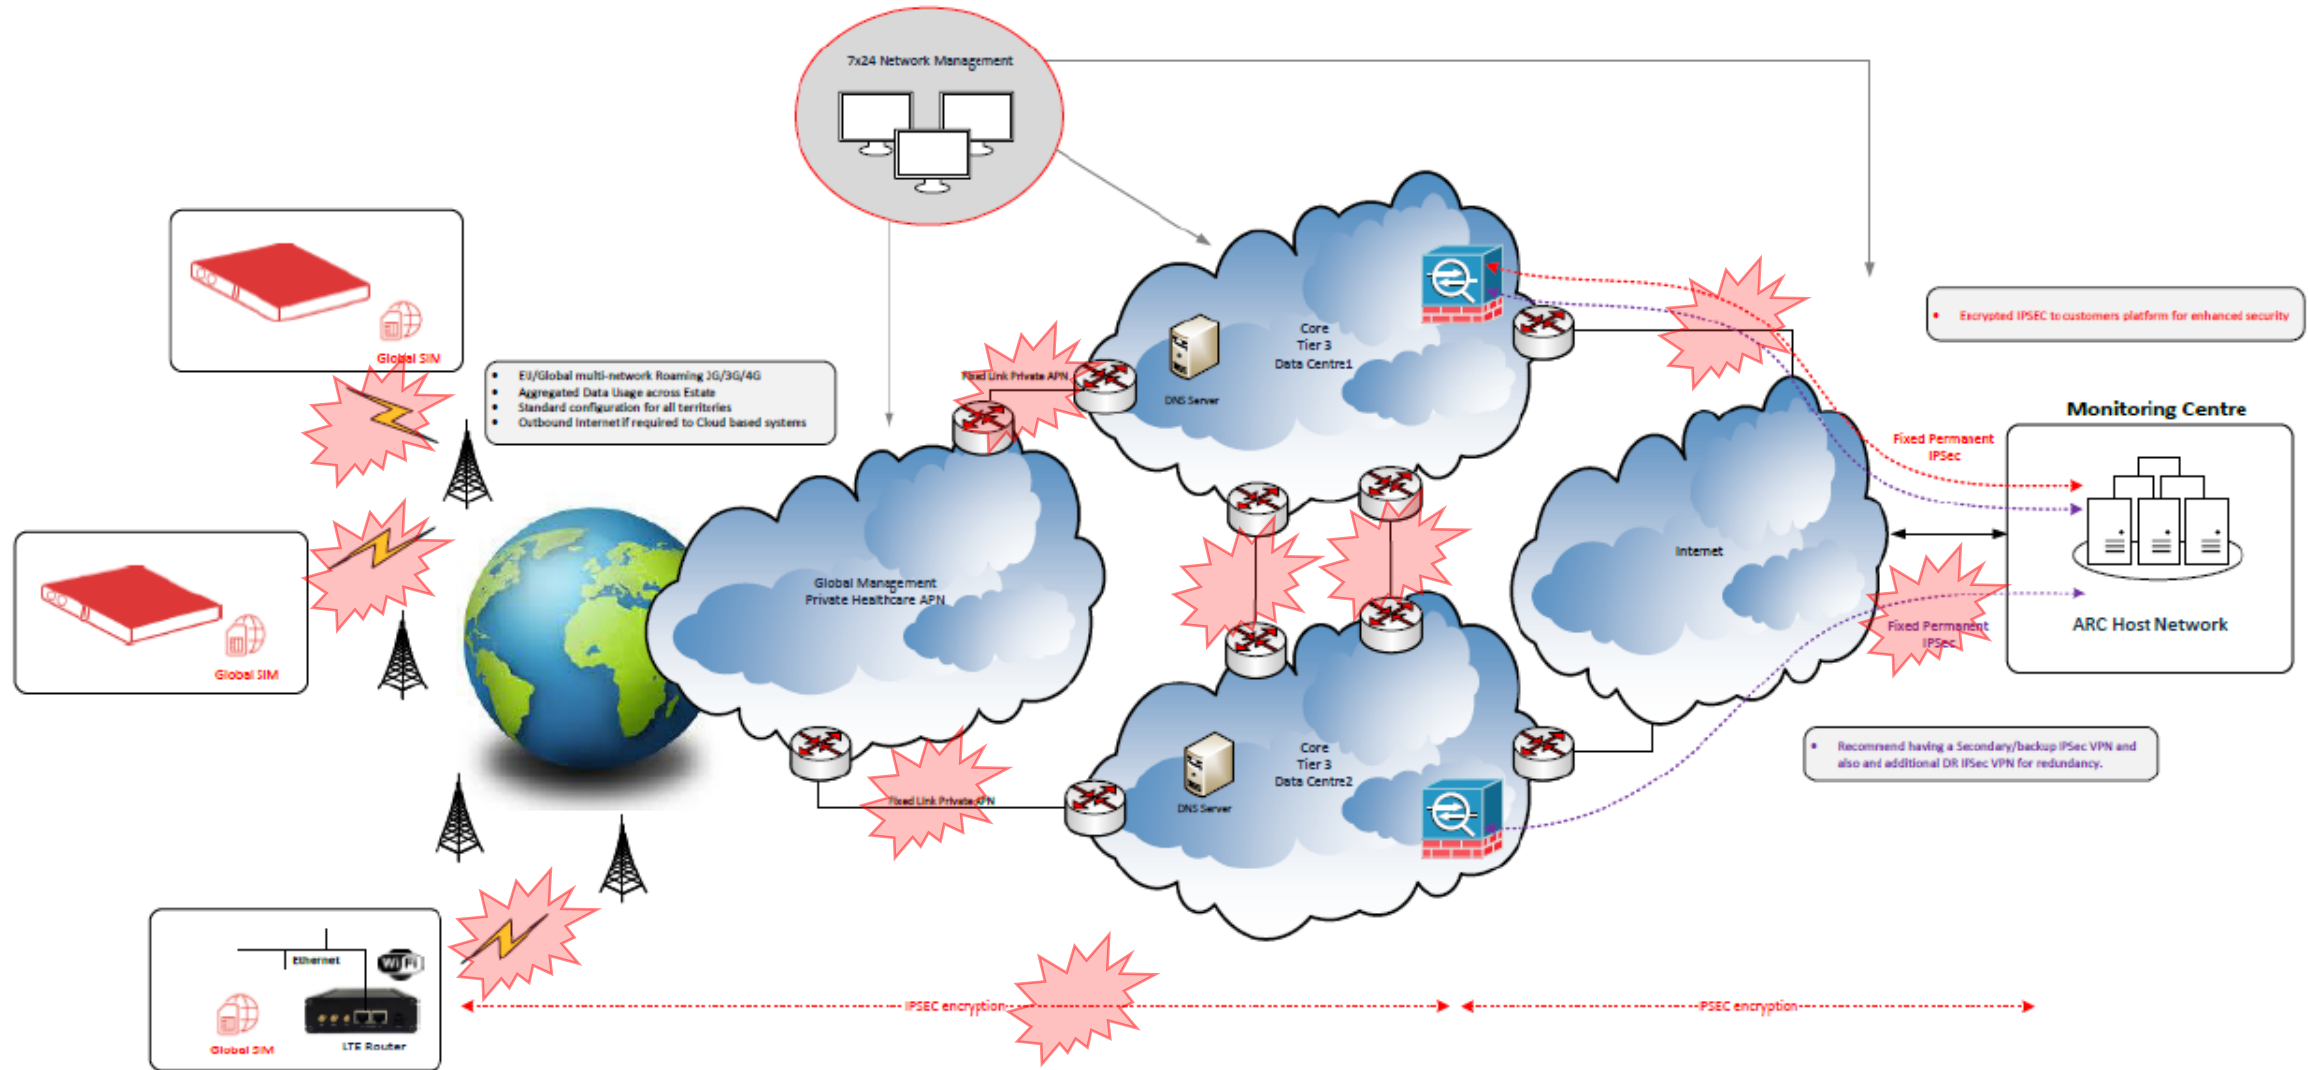 7x24 Network Management
Global SIM
EU/Global multi-network Roaming 2G/3G/4G
Aggregated Data Usage across Estate
Standard configuration for all territories
Outbound Internet if required to Cloud based systems
Fixed Link Private APN
Core
Tier 3
Data Centre1
DNS Server
Encrypted IPSEC to customers platform for enhanced security
Monitoring Centre
Fixed Permanent
IPSec
Internet
Global Management
Private Healthcare APN
Global SIM
Fixed Permanent
IPSec
ARC Host Network
Core
Tier 3
Data Centre2
DNS Server
Recommend having a Secondary/backup IPSec VPN and
also and additional DR IPSec VPN for redundancy.
Fixed Link Private APN
Ethernet
Wi Fi
Global SIM
LTE Router
IPSEC encryption
IPSEC encryption